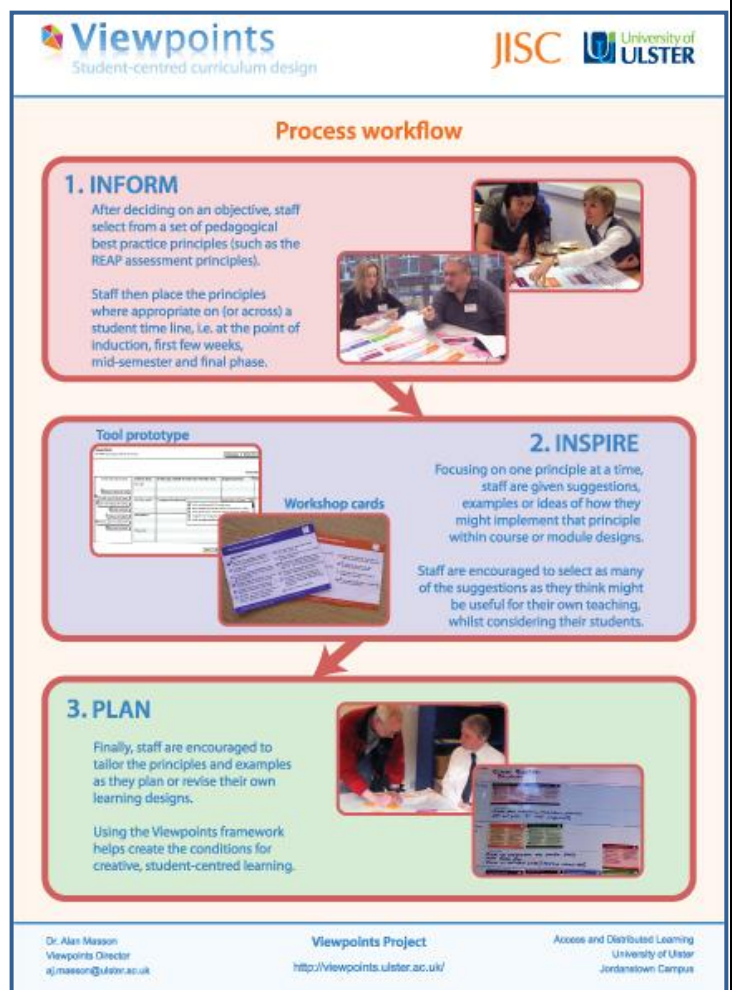 Viewpoints
Student-centred curriculum design
JISC
University of
ULSTER
Process workflow
1. INFORM
After deciding on an objective, staff
select from a set of pedagogical
best practice principles (such as the
REAP assessment principles).
Staff then place the principles
where appropriate on (or across) a
student time line, i.e. at the point of
induction, first few weeks,
mid-semester and final phase.
Tool prototype
Workshop cards
2. INSPIRE
Focusing on one principle at a time,
staff are given suggestions,
examples or ideas of how they
might implement that principle
within course or module designs.
Staff are encouraged to select as many
of the suggestions as they think might
be useful for their own teaching,
whilst considering their students.
3. PLAN
Finally, staff are encouraged to
tailor the principles and examples
as they plan or revise their own
learning designs.
Using the Viewpoints framework
helps create the conditions for
creative, student-centred learning.
Dr. Alan Masson
Viewpoints Director
aj.masson@ulster.ac.uk
Viewpoints Project
http://viewpoints.ulster.ac.uk/
Access and Distributed Learning
University of Ulster
Jordanstown Campus